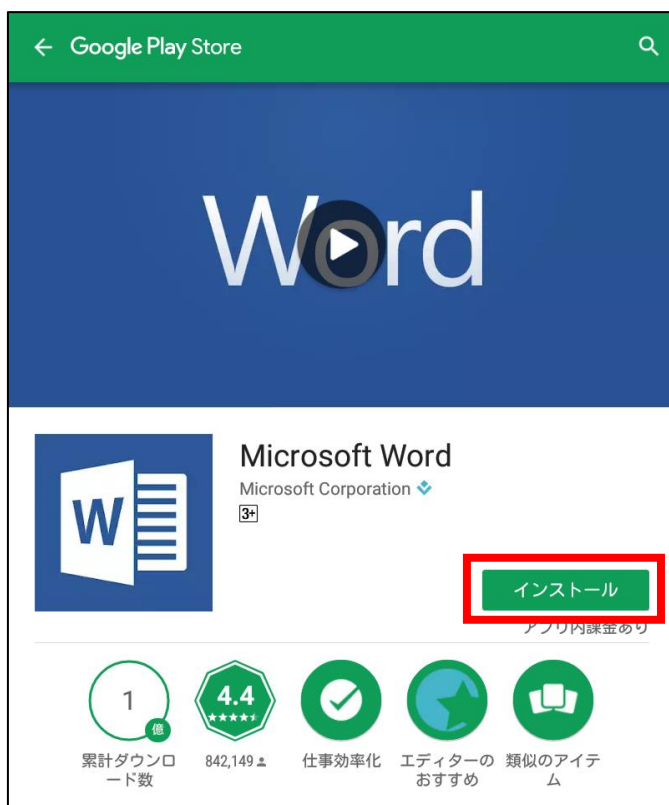 Google Play Store
Word
W
Microsoft Word
Microsoft Corporation
3+
インストール
アプリ内課金あり
1
億
4.4
累計ダウンロ
ード数
842,149
仕事効率化
エディターの
おすすめ
類似のアイテ
ム